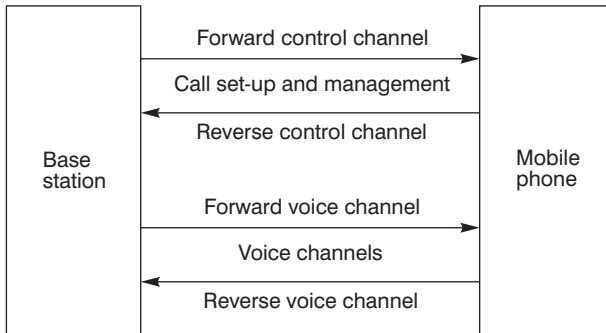 Forward control channel
Call set-up and management
Reverse control channel
Base
station
Mobile
phone
Forward voice channel
Voice channels
Reverse voice channel